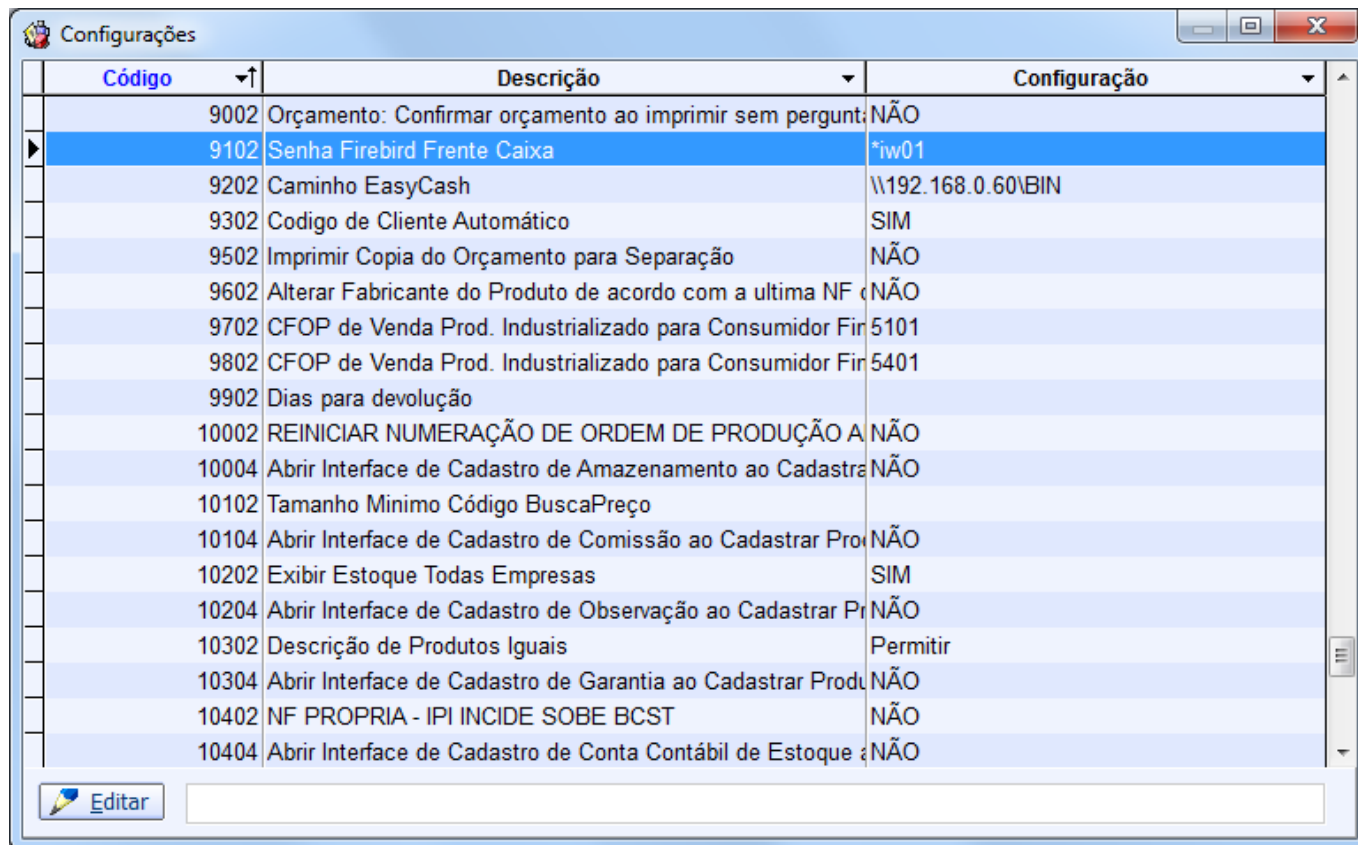 Configurações
Código Descrição Configuração
9002 Orçamento: Confirmar orçamento ao imprimir sem pergunta NÃO
9102 Senha Firebird Frente Caixa *iw01
9202 Caminho EasyCash \\192.168.0.60\BIN
9302 Codigo de Cliente Automático SIM
9502 Imprimir Copia do Orçamento para Separação NÃO
9602 Alterar Fabricante do Produto de acordo com a ultima NF NÃO
9702 CFOP de Venda Prod. Industrializado para Consumidor Fin 5101
9802 CFOP de Venda Prod. Industrializado para Consumidor Fin 5401
9902 Dias para devolução
10002 REINICIAR NUMERAÇÃO DE ORDEM DE PRODUÇÃO A NÃO
10004 Abrir Interface de Cadastro de Amazenamento ao Cadastra NÃO
10102 Tamanho Minimo Código BuscaPreço
10104 Abrir Interface de Cadastro de Comissão ao Cadastrar Pro NÃO
10202 Exibir Estoque Todas Empresas SIM
10204 Abrir Interface de Cadastro de Observação ao Cadastrar Pr NÃO
10302 Descrição de Produtos Iguais Permitir
10304 Abrir Interface de Cadastro de Garantia ao Cadastrar Produ NÃO
10402 NF PROPRIA - IPI INCIDE SOBE BCST NÃO
10404 Abrir Interface de Cadastro de Conta Contábil de Estoque a NÃO
Editar